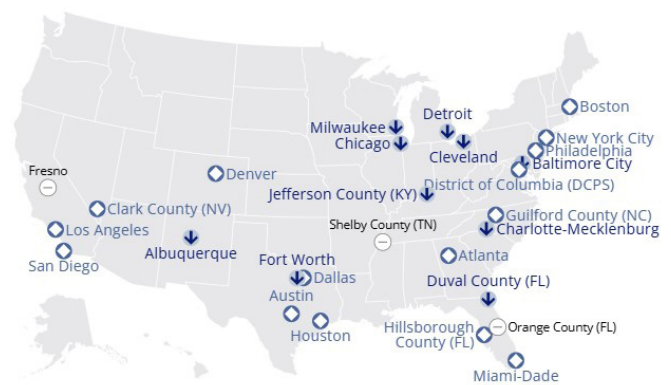 Boston
Detroit
Milwaukee
New York City
Chicago
Philadelphia
Cleveland
Baltimore City
Fresno
Denver
District of Columbia (DCPS)
Jefferson County (KY)
Clark County (NV)
Guilford County (NC)
Shelby County (TN)
Los Angeles
Charlotte-Mecklenburg
Albuquerque
Fort Worth
Atlanta
San Diego
Dallas
Duval County (FL)
Austin
Houston
Hillsborough
County (FL)
Orange County (FL)
Miami-Dade